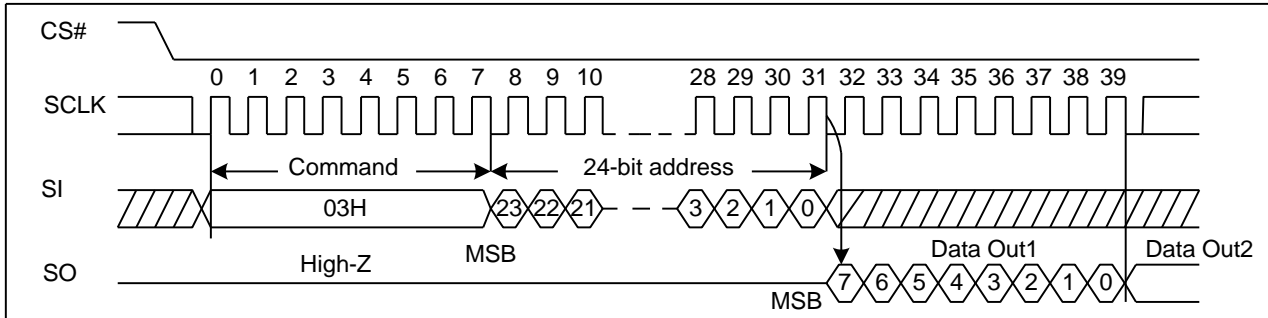 CS#
0 1 2 3 4 5 6 7 8 9 10 28 29 30 31 32 33 34 35 36 37 38 39
SCLK
Command 24-bit address
SI
03H 23 22 21 3 2 1 0
High-Z MSB Data Out1 Data Out2
SO
MSB 7 6 5 4 3 2 1 0